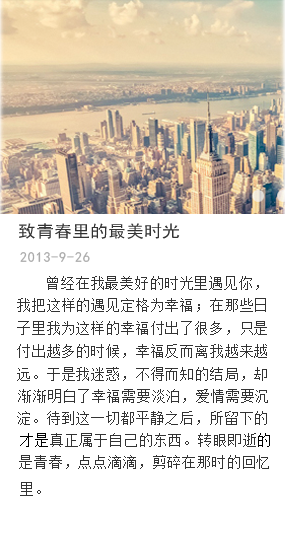 致青春里的最美时光
2013-9-26
曾经在我最美好的时光里遇见你，
我把这样的遇见定格为幸福；在那些日
子里我为这样的幸福付出了很多，只是
付出越多的时候，幸福反而离我越来越
远。于是我迷惑，不得而知的结局，却
渐渐明白了幸福需要淡泊，爱情需要沉
淀。待到这一切都平静之后，所留下的
才是真正属于自己的东西。转眼即逝的
是青春，点点滴滴，剪碎在那时的回忆
里。